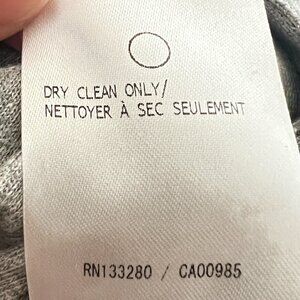 DRY CLEAN ONLY/
NETTOYER À SEC SEULEMENT
RN133280 / CA00985